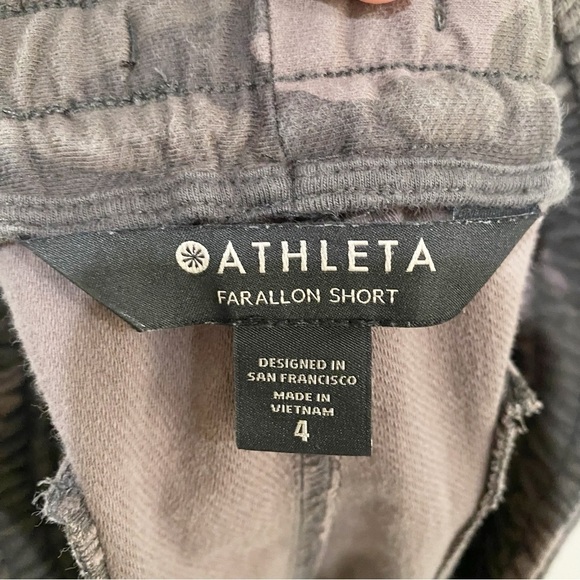 ATHLETA
FARALLON SHORT
DESIGNED IN
SAN FRANCISCO
MADE IN
VIETNAM
4